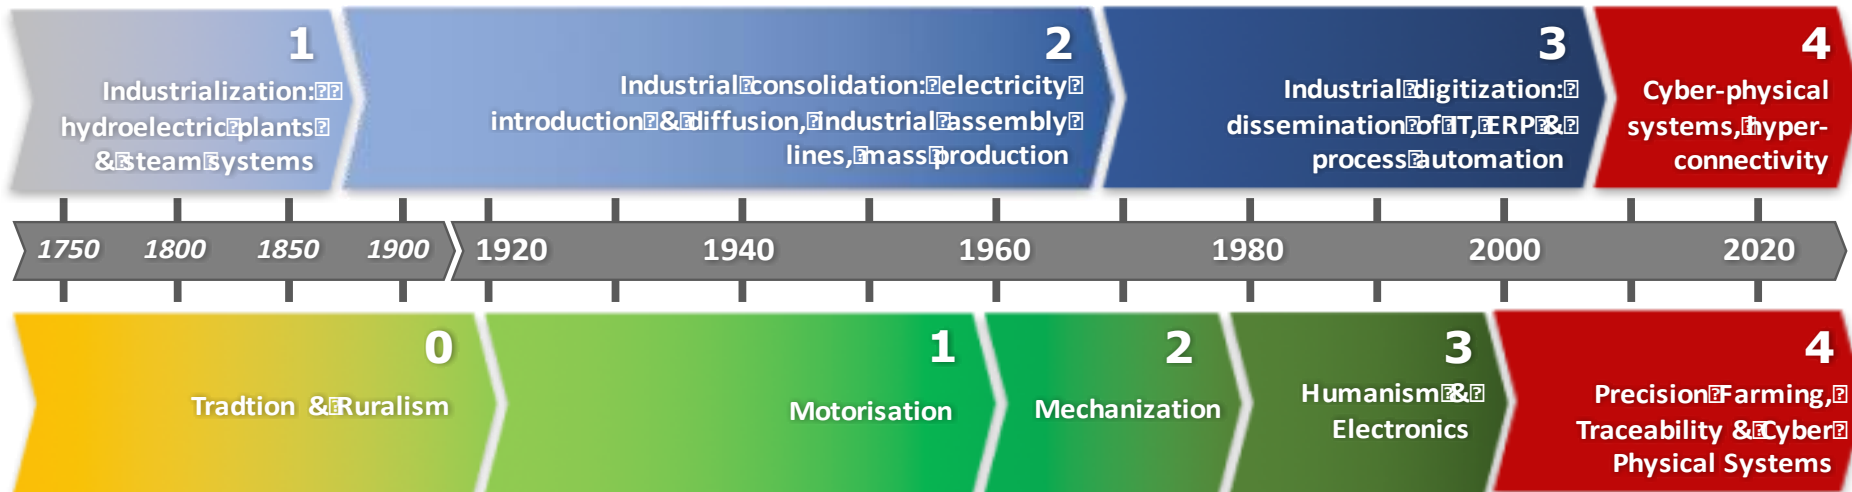 1
Industrialization:
hydroelectric plants
& steam systems
2
Industrial consolidation: electricity
introduction & diffusion, industrial assembly
lines, mass production
3
Industrial digitization:
dissemination of IT, ERP &
process automation
4
Cyber-physical
systems, hyper-
connectivity
1750 1800 1850 1900 1920 1940 1960 1980 2000 2020
0
Tradtion & Ruralism
1
Motorisation
2
Mechanization
3
Humanism &
Electronics
4
Precision Farming,
Traceability & Cyber
Physical Systems